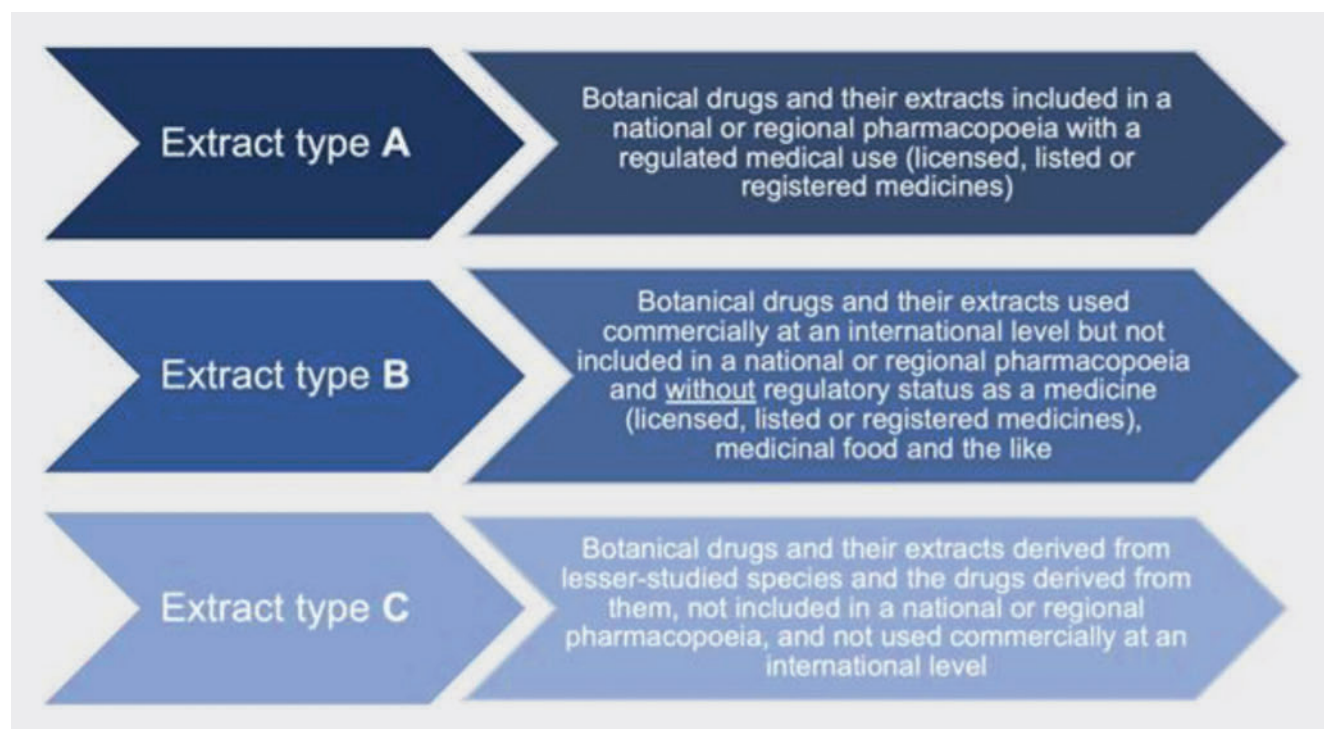 Extract type A
Botanical drugs and their extracts included in a
national or regional pharmacopoeia with a
regulated medical use (licensed, listed or
registered medicines)
Extract type B
Botanical drugs and their extracts used
commercially at an international level but not
included in a national or regional pharmacopoeia
and without regulatory status as a medicine
(licensed, listed or registered medicines),
medicinal food and the like
Extract type C
Botanical drugs and their extracts derived from
lesser-studied species and the drugs derived from
them, not included in a national or regional
pharmacopoeia, and not used commercially at an
international level